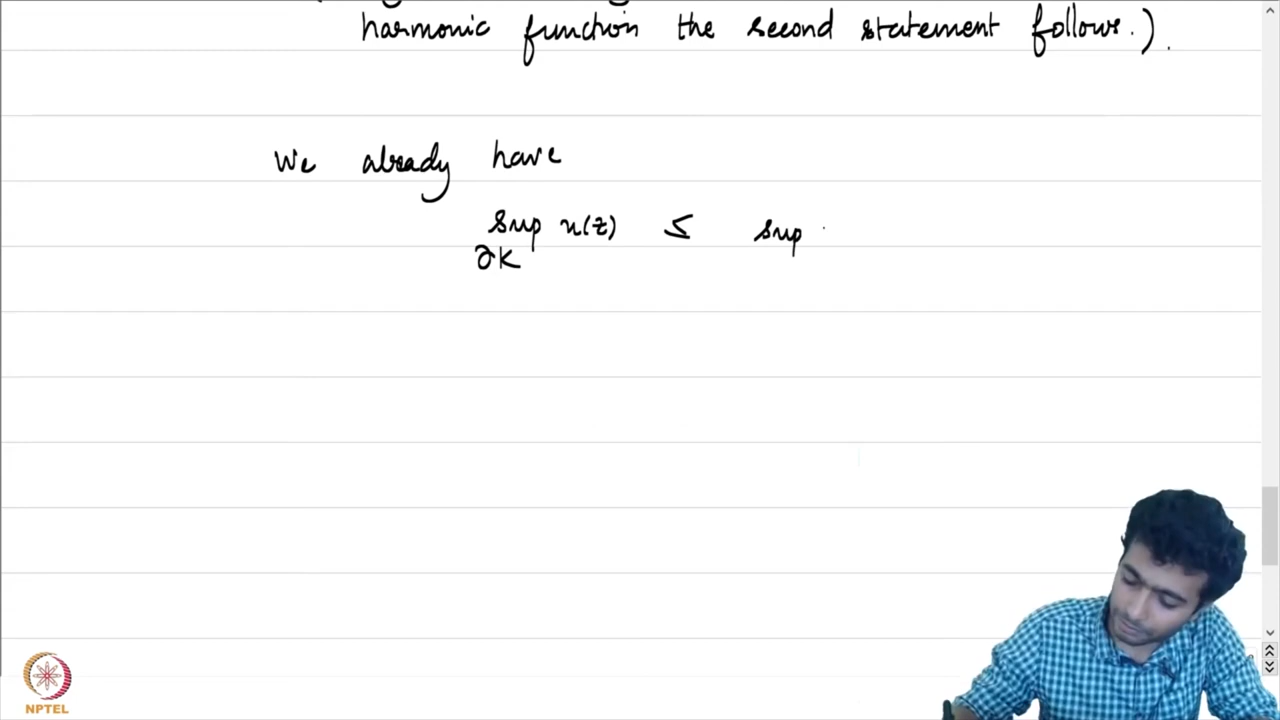 harmonic function the second statement follows.).
We already have
sup u(z) ≤ sup
∂K
NPTEL